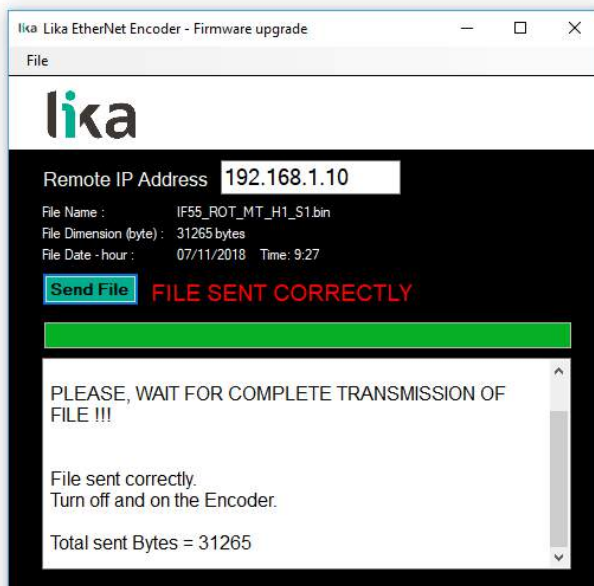 lika Lika EtherNet Encoder - Firmware upgrade
File
lika
Remote IP Address 192.168.1.10
File Name : IF55_ROT_MT_H1_S1.bin
File Dimension (byte) : 31265 bytes
File Date - hour : 07/11/2018 Time: 9:27
Send File FILE SENT CORRECTLY
PLEASE, WAIT FOR COMPLETE TRANSMISSION OF
FILE !!!
File sent correctly.
Turn off and on the Encoder.
Total sent Bytes = 31265